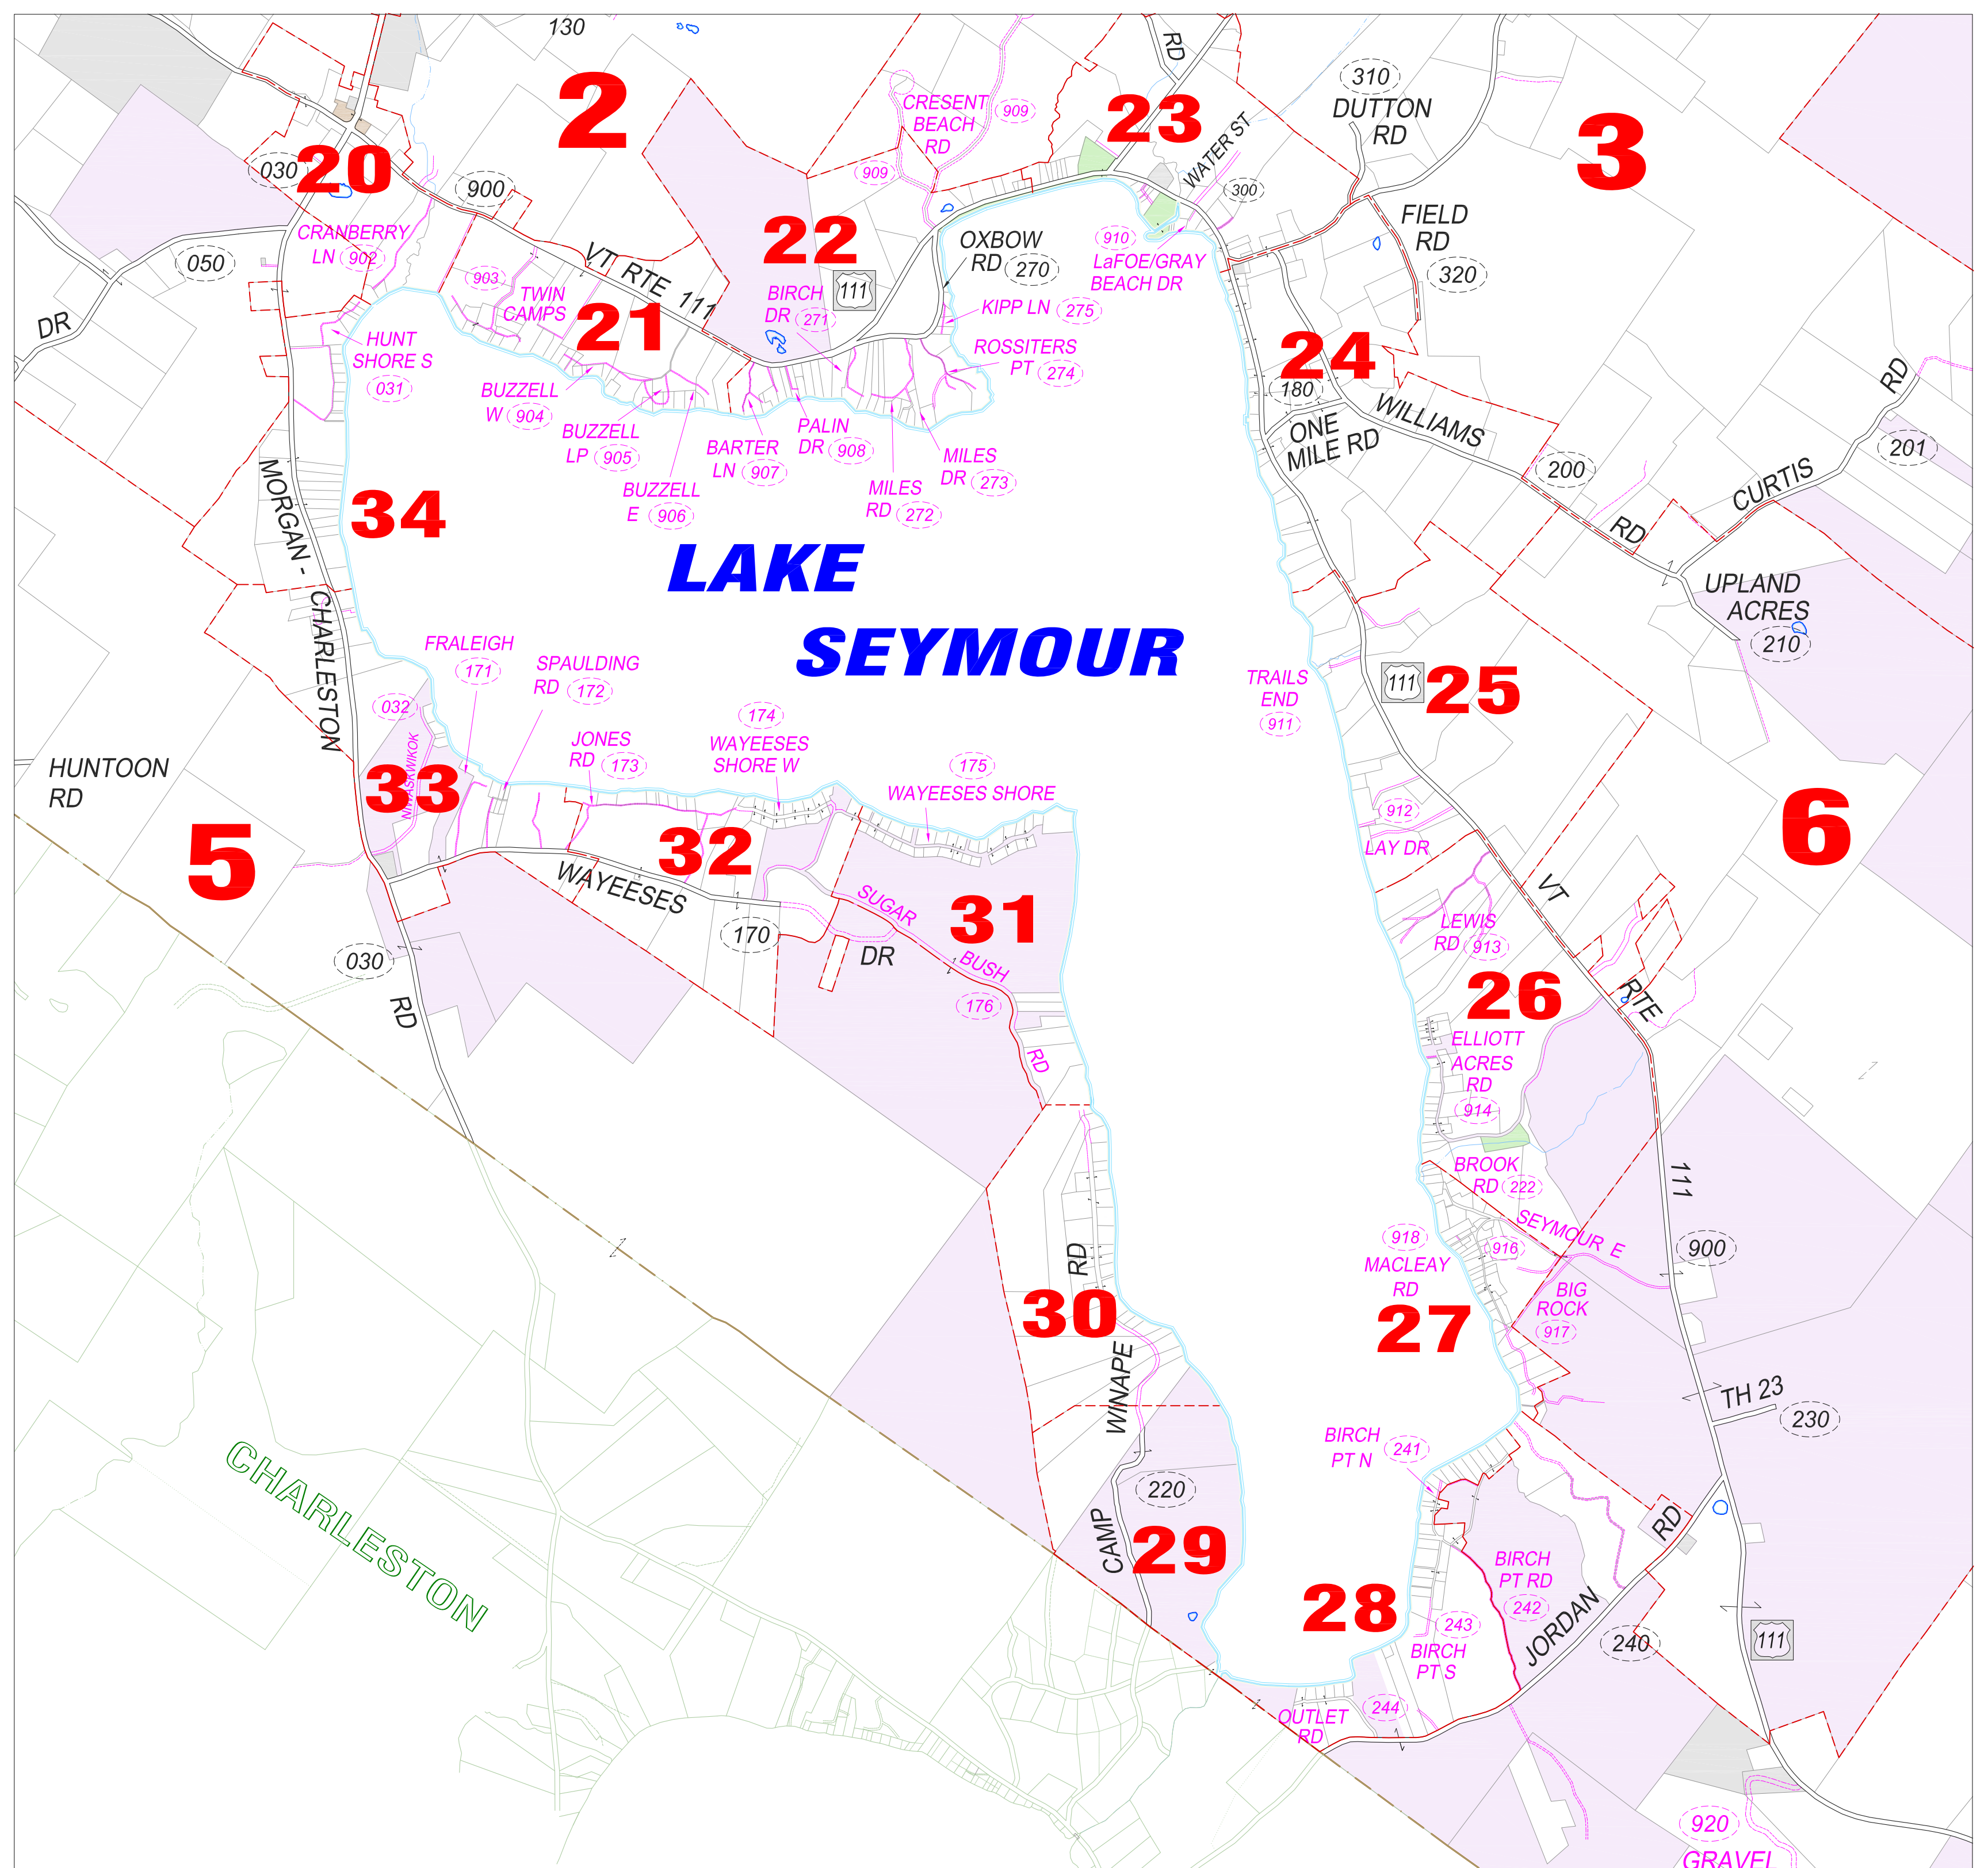 130
2
RD
310
DUTTON
RD
3
CRESENT
BEACH
RD
909
909
23
WATER ST
300
030
20
900
CRANBERRY
LN 902
050
DR
903
TWIN
CAMPS
VT RTE 111
21
22
111
BIRCH
DR 271
OXBOW
RD 270
KIPP LN 275
ROSSITERS
PT 274
910
LaFOE/GRAY
BEACH DR
FIELD
RD
320
24
180
ONE
MILE RD
WILLIAMS
200
RD
CURTIS
RD
201
UPLAND
ACRES
210
HUNT
SHORE S
031
BUZZELL
W 904
BUZZELL
LP 905
BUZZELL
E 906
BARTER
LN 907
PALIN
DR 908
MILES
RD 272
MILES
DR 273
MORGAN -
CHARLESTON
34
LAKE
SEYMOUR
FRALEIGH
171
SPAULDING
RD 172
032
NIWASKWIKOK
33
JONES
RD 173
174
WAYEESES
SHORE W
175
WAYEESES SHORE
TRAILS
END
911
111
25
HUNTOON
RD
5
6
32
WAYEESES
170
DR
SUGAR
BUSH
176
RD
31
030
RD
912
LAY DR
VT
RTE
111
LEWIS
RD 913
26
ELLIOTT
ACRES
RD
914
BROOK
RD 222
SEYMOUR E
916
918
MACLEAY
RD
27
BIG
ROCK
917
900
TH 23
230
RD
30
WINAPE
CAMP
220
29
BIRCH
PT N
241
28
BIRCH
PT RD
242
243
BIRCH
PT S
JORDAN
RD
240
111
244
OUTLET
RD
CHARLESTON
920
GRAVEL